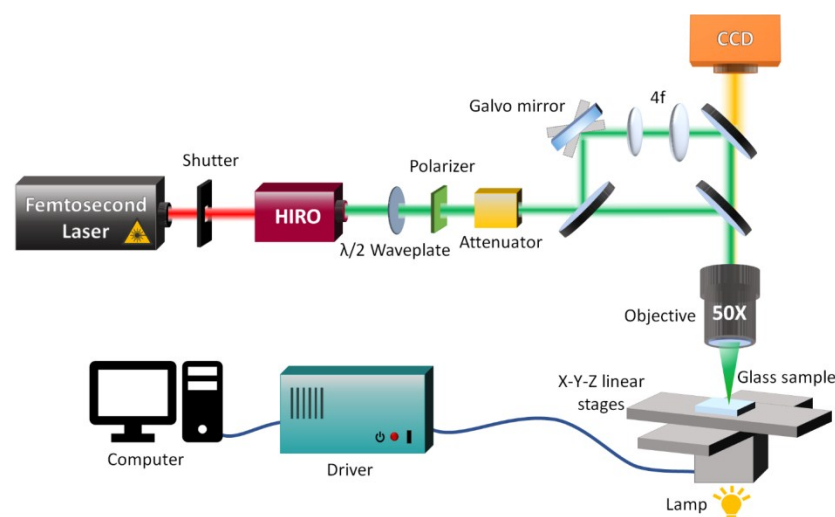 CCD
4f
Galvo mirror
Shutter
Polarizer
Femtosecond
Laser
HIRO
λ/2 Waveplate
Attenuator
Objective
50X
X-Y-Z linear
stages
Glass sample
Computer
Driver
Lamp